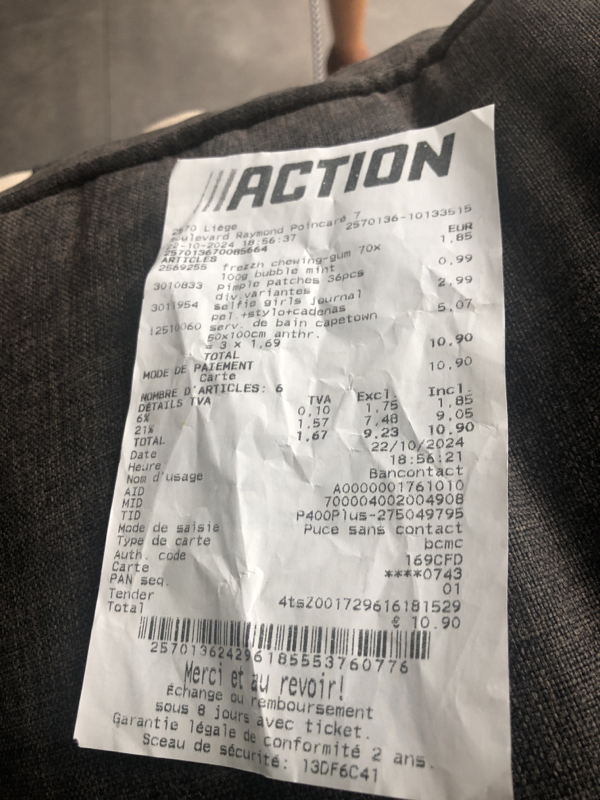 ACTION
2570 Liège
Boulevard Raymond Poincaré 7
22-10-2024 18:56:37 2570136-10133515
257013670085664
ARTICLES EUR
2569255 frezzh chewing-gum 70x 1,85
100g bubble mint
3010833 pimple patches 36pcs 0,99
div.variantes
3011954 selfie girls journal 2,99
pel.+stylo+cadenas
12510060 serv. de bain capetown 5,07
50x100cm anthr.
= 3 x 1,69
TOTAL 10,90
MODE DE PAIEMENT
Carte 10,90
NOMBRE D'ARTICLES: 6
DÉTAILS TVA TVA Excl. Incl.
6% 0,10 1,75 1,85
21% 1,57 7,48 9,05
TOTAL 1,67 9,23 10,90
Date 22/10/2024
Heure 18:56:21
Nom d'usage Bancontact
AID A0000001761010
MID 700004002004908
TID P400Plus-275049795
Mode de saisie Puce sans contact
Type de carte bcmc
Auth. code 169CFD
Carte ****0743
PAN seq. 01
Tender 4tsZ001729616181529
Total € 10.90
257013624296185553760776
Merci et au revoir!
Échange ou remboursement
sous 8 jours avec ticket.
Garantie légale de conformité 2 ans.
Sceau de sécurité: 13DF6C41